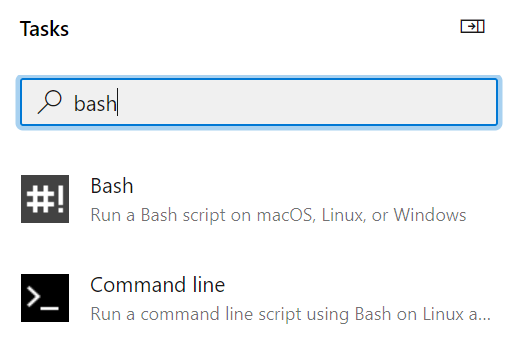 Tasks
bash
#!
Bash
Run a Bash script on macOS, Linux, or Windows
>_
Command line
Run a command line script using Bash on Linux a...